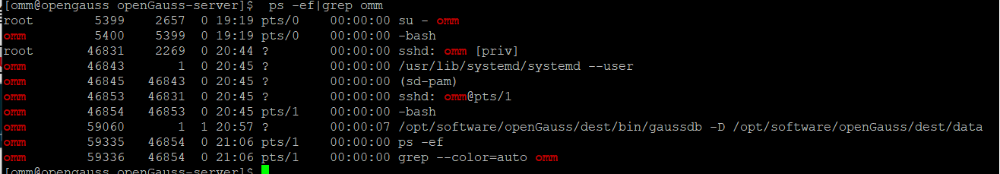 [omm@opengauss openGauss-server]$  ps -ef|grep omm
root        5399    2657  0 19:19 pts/0    00:00:00 su - omm
omm         5400    5399  0 19:19 pts/0    00:00:00 -bash
root       46831    2269  0 20:44 ?        00:00:00 sshd: omm [priv]
omm        46843       1  0 20:45 ?        00:00:00 /usr/lib/systemd/systemd --user
omm        46845   46843  0 20:45 ?        00:00:00 (sd-pam)
omm        46853   46831  0 20:45 ?        00:00:00 sshd: omm@pts/1
omm        46854   46853  0 20:45 pts/1    00:00:00 -bash
omm        59060       1  1 20:57 ?        00:00:07 /opt/software/openGauss/dest/bin/gaussdb -D /opt/software/openGauss/dest/data
omm        59335   46854  0 21:06 pts/1    00:00:00 ps -ef
omm        59336   46854  0 21:06 pts/1    00:00:00 grep --color=auto omm
[omm@opengauss openGauss-server]$